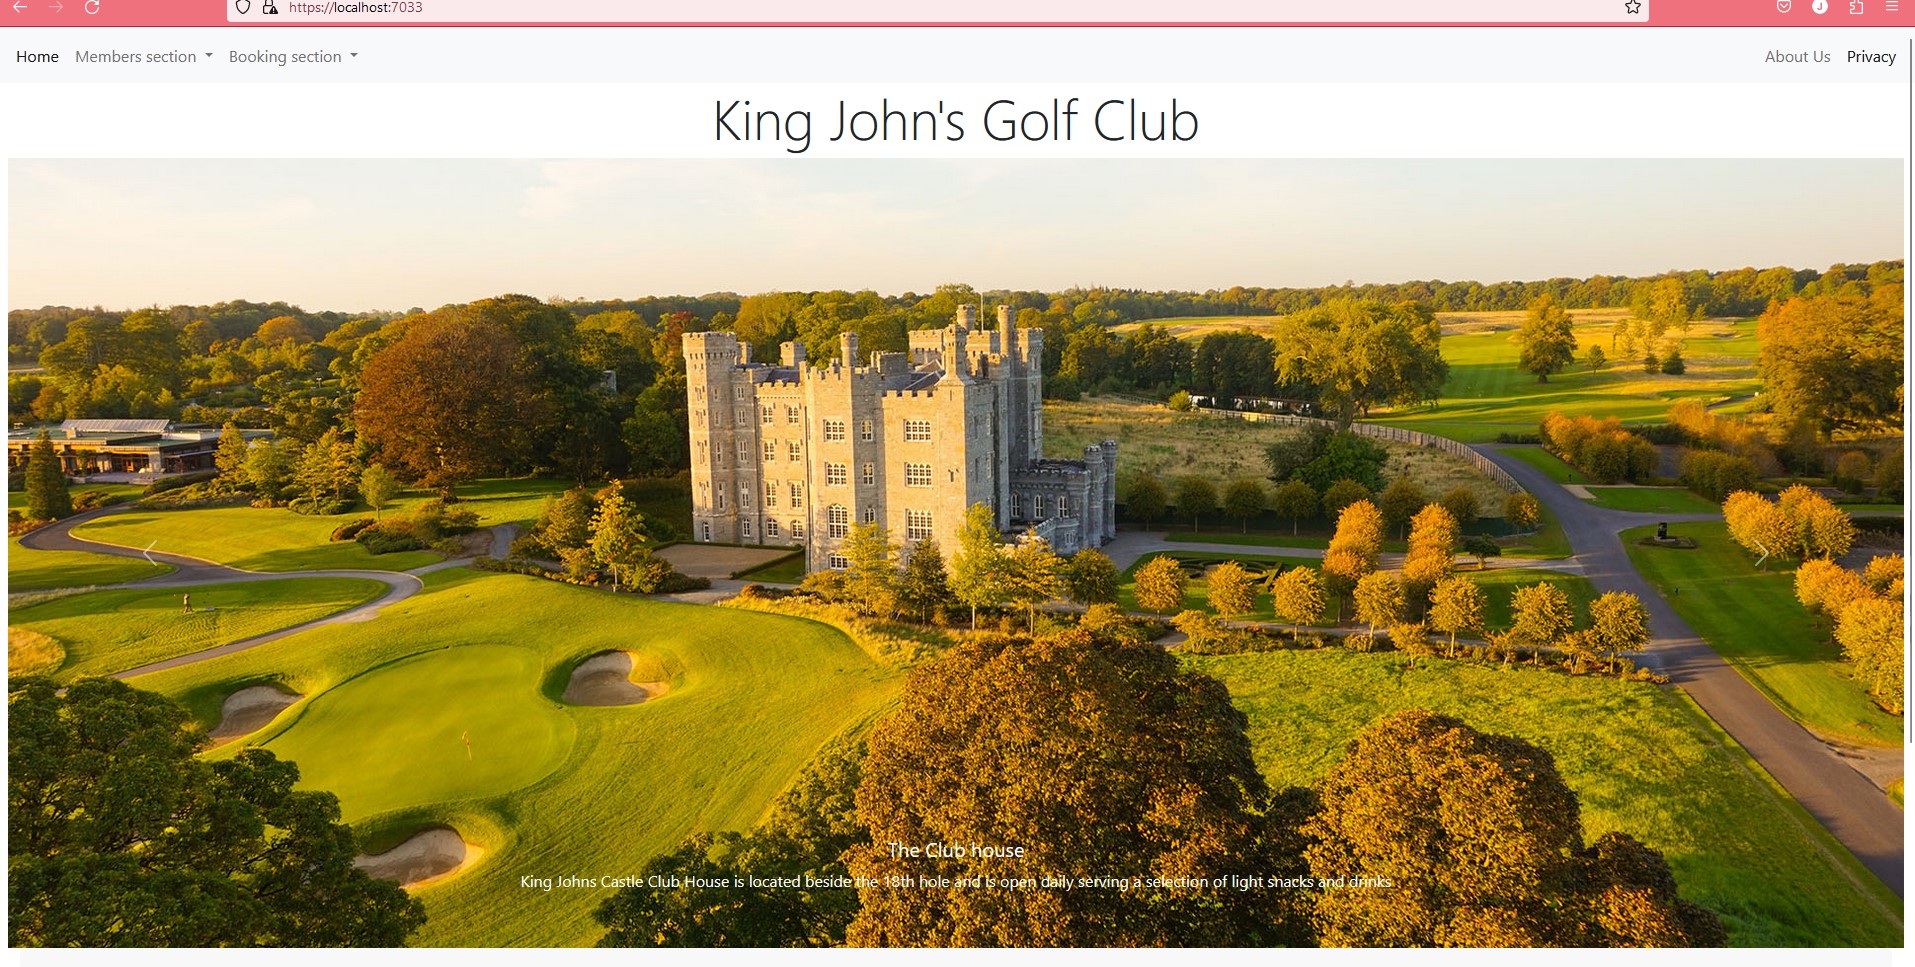 https://localhost:7033
Home Members section Booking section About Us Privacy
King John's Golf Club
The Club house
King Johns Castle Club House is located beside the 18th hole and is open daily serving a selection of light snacks and drinks